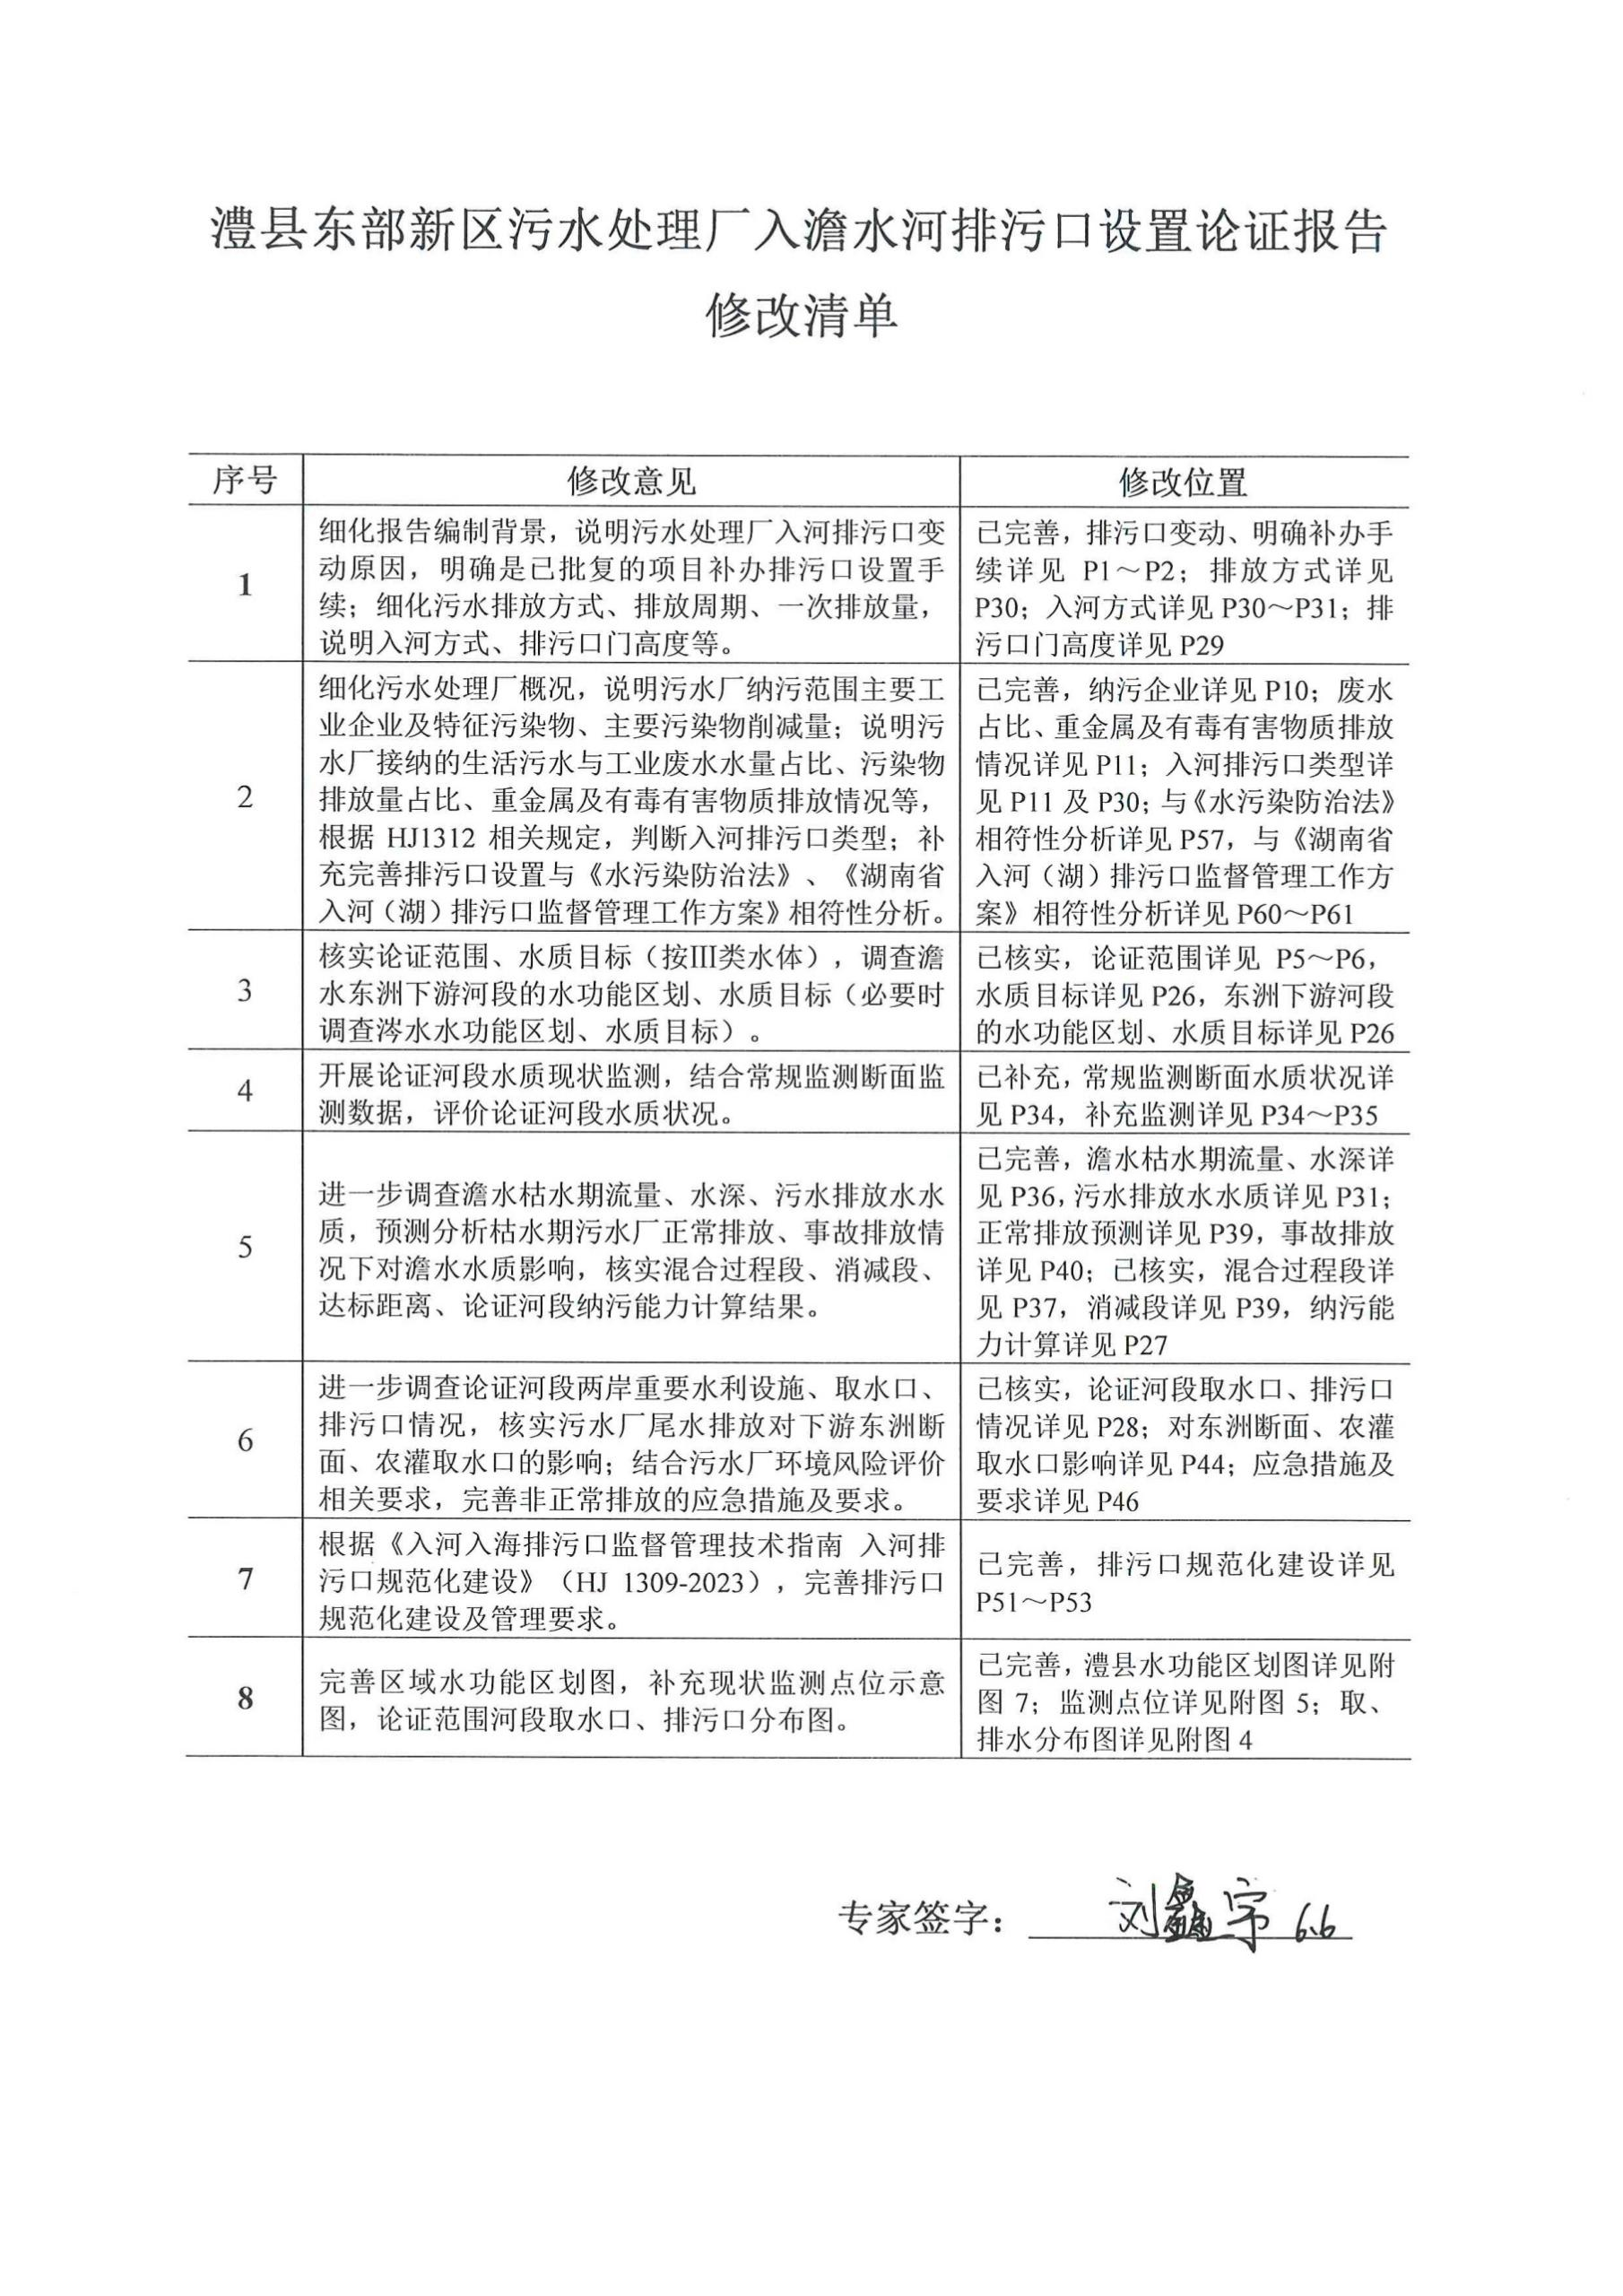 澧县东部新区污水处理厂入澹水河排污口设置论证报告
修改清单
序号 修改意见 修改位置
1
细化报告编制背景，说明污水处理厂入河排污口变
动原因，明确是已批复的项目补办排污口设置手
续；细化污水排放方式、排放周期、一次排放量，
说明入河方式、排污口门高度等。
已完善，排污口变动、明确补办手
续详见 P1～P2；排放方式详见
P30；入河方式详见 P30～P31；排
污口门高度详见 P29
2
细化污水处理厂概况，说明污水厂纳污范围主要工
业企业及特征污染物、主要污染物削减量；说明污
水厂接纳的生活污水与工业废水水量占比、污染物
排放量占比、重金属及有毒有害物质排放情况等，
根据 HJ1312 相关规定，判断入河排污口类型；补
充完善排污口设置与《水污染防治法》、《湖南省
入河（湖）排污口监督管理工作方案》相符性分析。
已完善，纳污企业详见 P10；废水
占比、重金属及有毒有害物质排放
情况详见 P11；入河排污口类型详
见 P11 及 P30；与《水污染防治法》
相符性分析详见 P57，与《湖南省
入河（湖）排污口监督管理工作方
案》相符性分析详见 P60～P61
3
核实论证范围、水质目标（按Ⅲ类水体），调查澹
水东洲下游河段的水功能区划、水质目标（必要时
调查涔水水功能区划、水质目标）。
已核实，论证范围详见 P5～P6，
水质目标详见 P26，东洲下游河段
的水功能区划、水质目标详见 P26
4
开展论证河段水质现状监测，结合常规监测断面监
测数据，评价论证河段水质状况。
已补充，常规监测断面水质状况详
见 P34，补充监测详见 P34～P35
5
进一步调查澹水枯水期流量、水深、污水排放水水
质，预测分析枯水期污水厂正常排放、事故排放情
况下对澹水水质影响，核实混合过程段、消减段、
达标距离、论证河段纳污能力计算结果。
已完善，澹水枯水期流量、水深详
见 P36，污水排放水水质详见 P31；
正常排放预测详见 P39，事故排放
详见 P40；已核实，混合过程段详
见 P37，消减段详见 P39，纳污能
力计算详见 P27
6
进一步调查论证河段两岸重要水利设施、取水口、
排污口情况，核实污水厂尾水排放对下游东洲断
面、农灌取水口的影响；结合污水厂环境风险评价
相关要求，完善非正常排放的应急措施及要求。
已核实，论证河段取水口、排污口
情况详见 P28；对东洲断面、农灌
取水口影响详见 P44；应急措施及
要求详见 P46
7
根据《入河入海排污口监督管理技术指南 入河排
污口规范化建设》（HJ 1309-2023），完善排污口
规范化建设及管理要求。
已完善，排污口规范化建设详见
P51～P53
8
完善区域水功能区划图，补充现状监测点位示意
图，论证范围河段取水口、排污口分布图。
已完善，澧县水功能区划图详见附
图 7；监测点位详见附图 5；取、
排水分布图详见附图 4
专家签字： 刘鑫宇 6.6